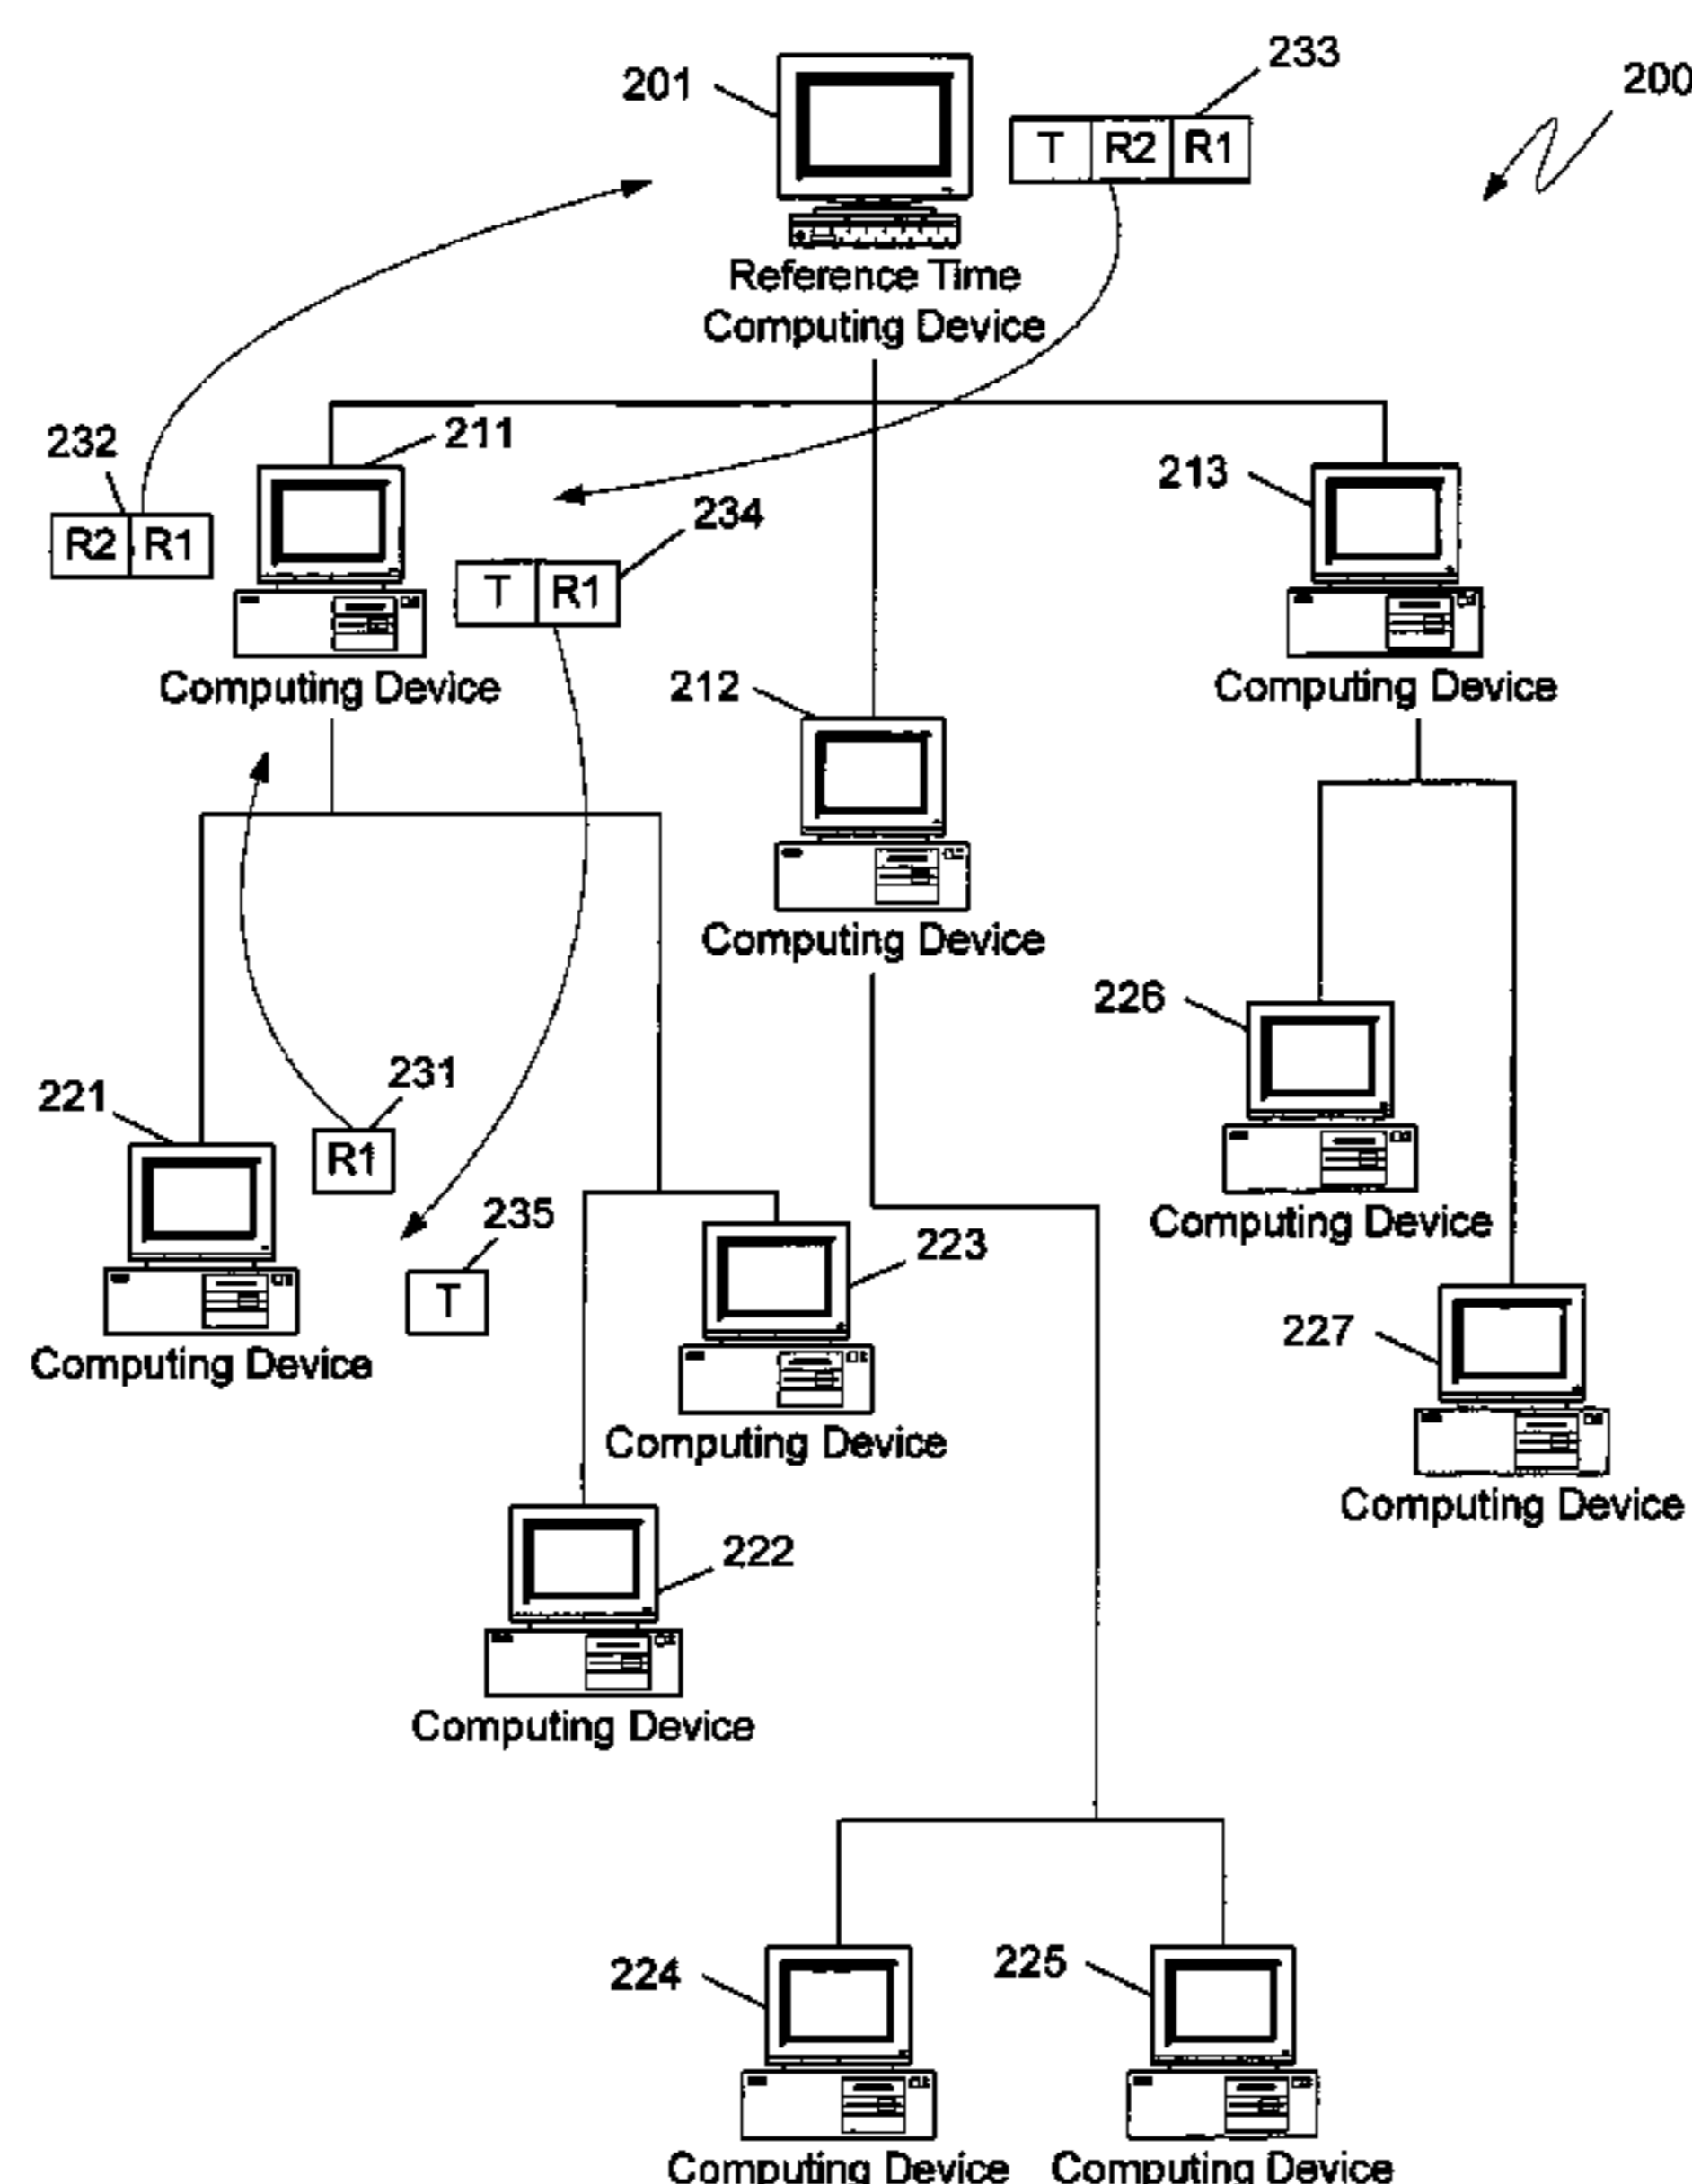 201
233
200
T R2 R1
Reference Time
Computing Device
232
211
213
R2 R1
234
T R1
Computing Device
212
Computing Device
Computing Device
226
221
231
R1
235
223
Computing Device
T
227
Computing Device
Computing Device
Computing Device
222
Computing Device
224
225
Computing Device
Computing Device